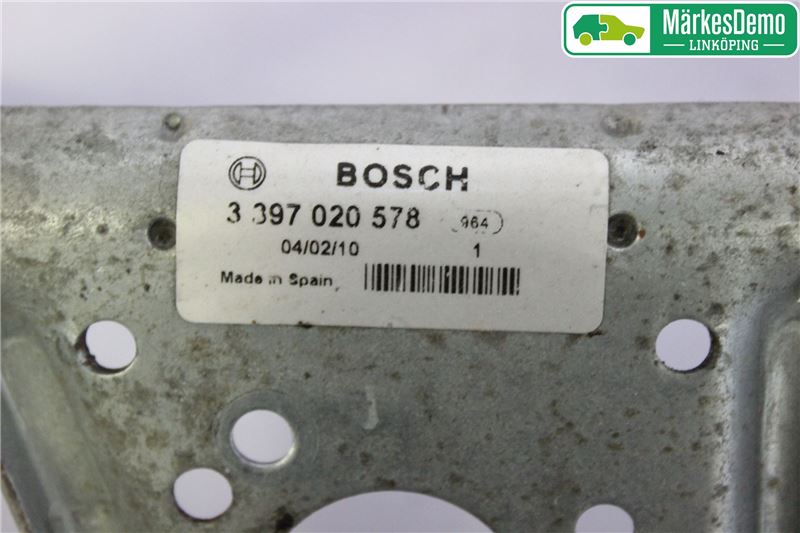 MärkesDemo
LINKÖPING
BOSCH
3 397 020 578 964
04/02/10 1
Made in Spain